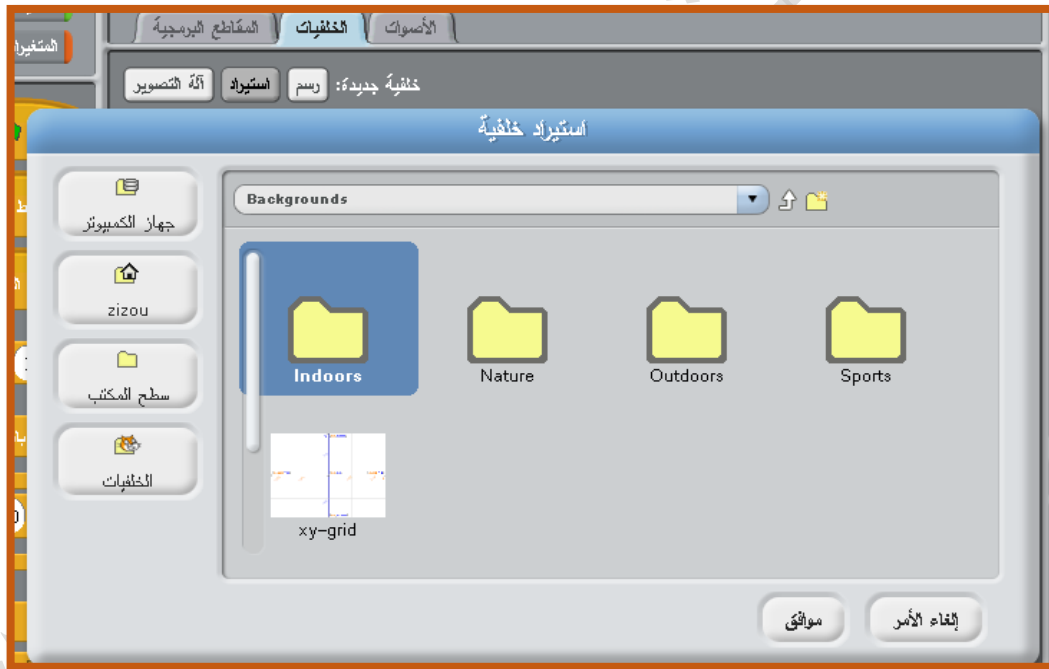 المقاطع البرمجية
الخلفيات
الأصوات
خلفية جديدة: رسم استيراد آلة التصوير
استيراد خلفية
جهاز الكمبيوتر
zizou
سطح المكتب
الخلفيات
Backgrounds
Indoors Nature Outdoors Sports
xy-grid
موافق
إلغاء الأمر